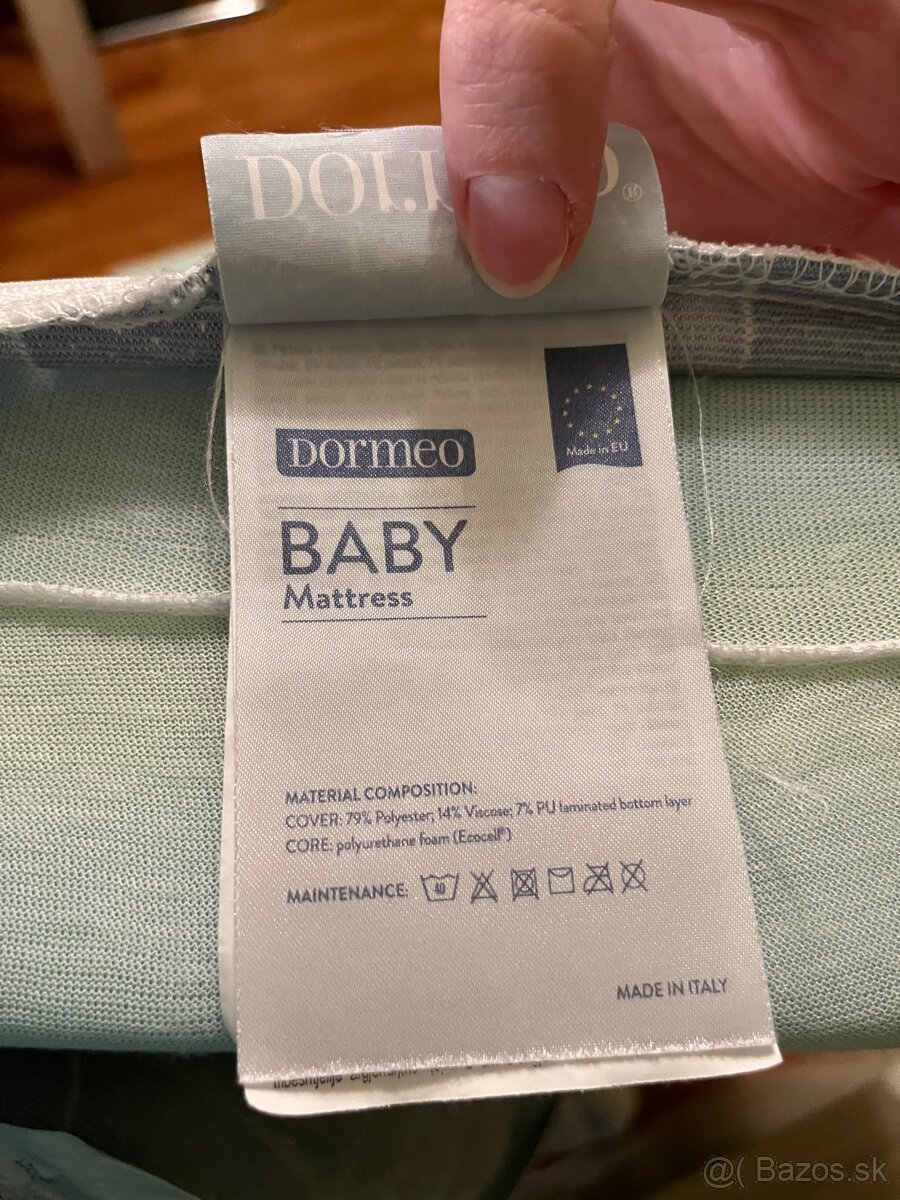 Made in EU
DORMEO
BABY
Mattress
MATERIAL COMPOSITION:
COVER: 79% Polyester; 14% Viscose; 7% PU laminated bottom layer
CORE: polyurethane foam (Ecocell®)
MAINTENANCE: 40
MADE IN ITALY
@( Bazos.sk